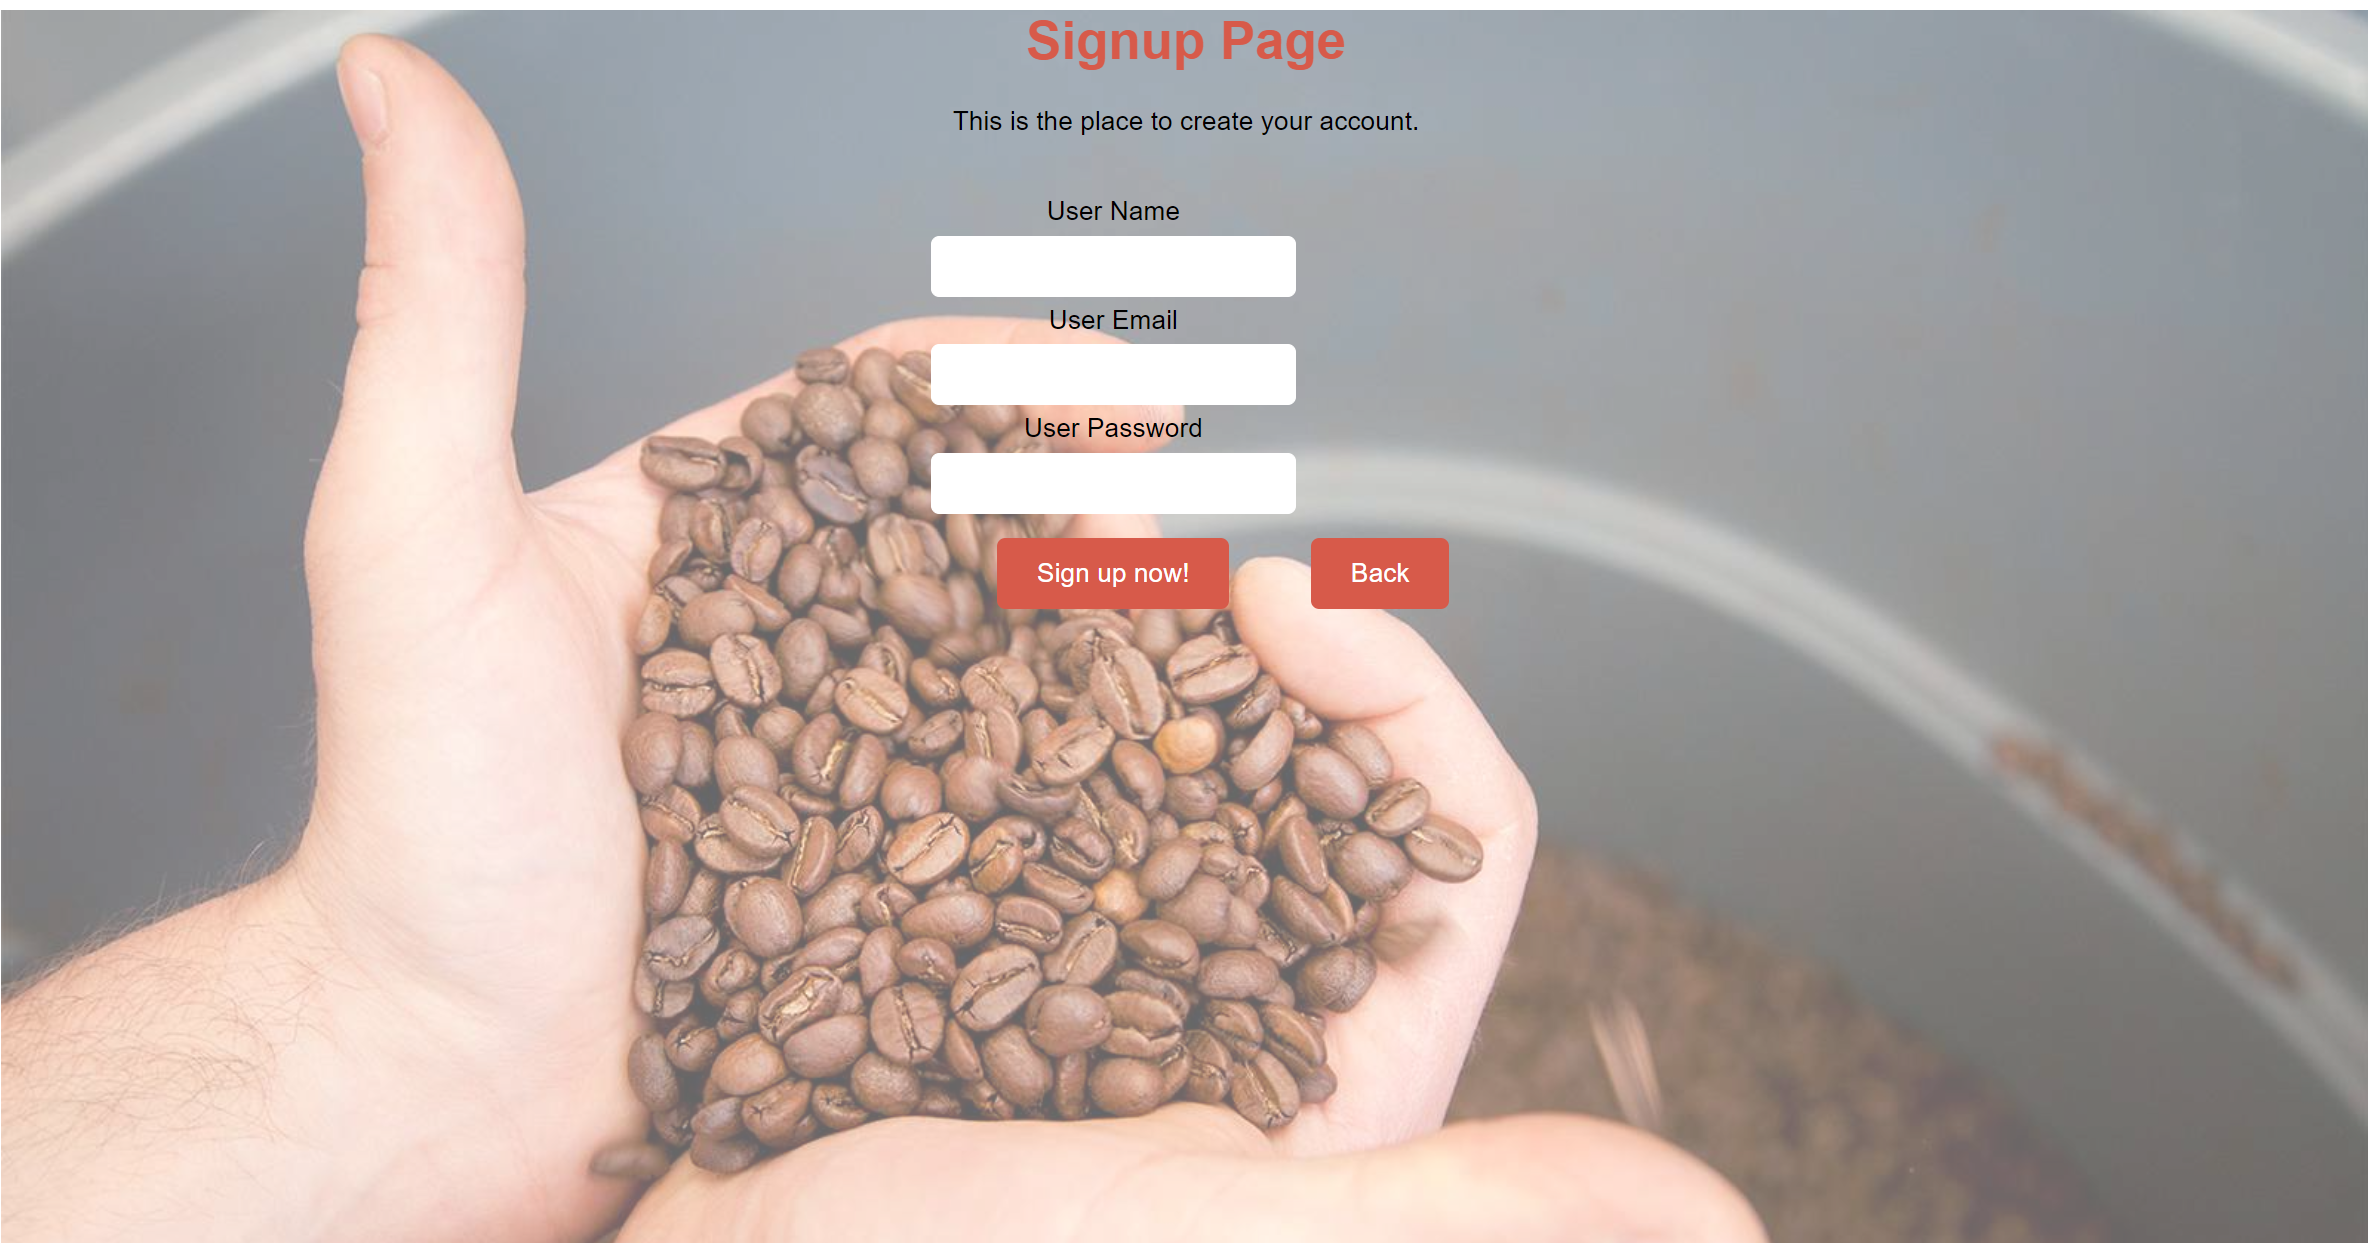 Signup Page
This is the place to create your account.
User Name
User Email
User Password
Sign up now! Back